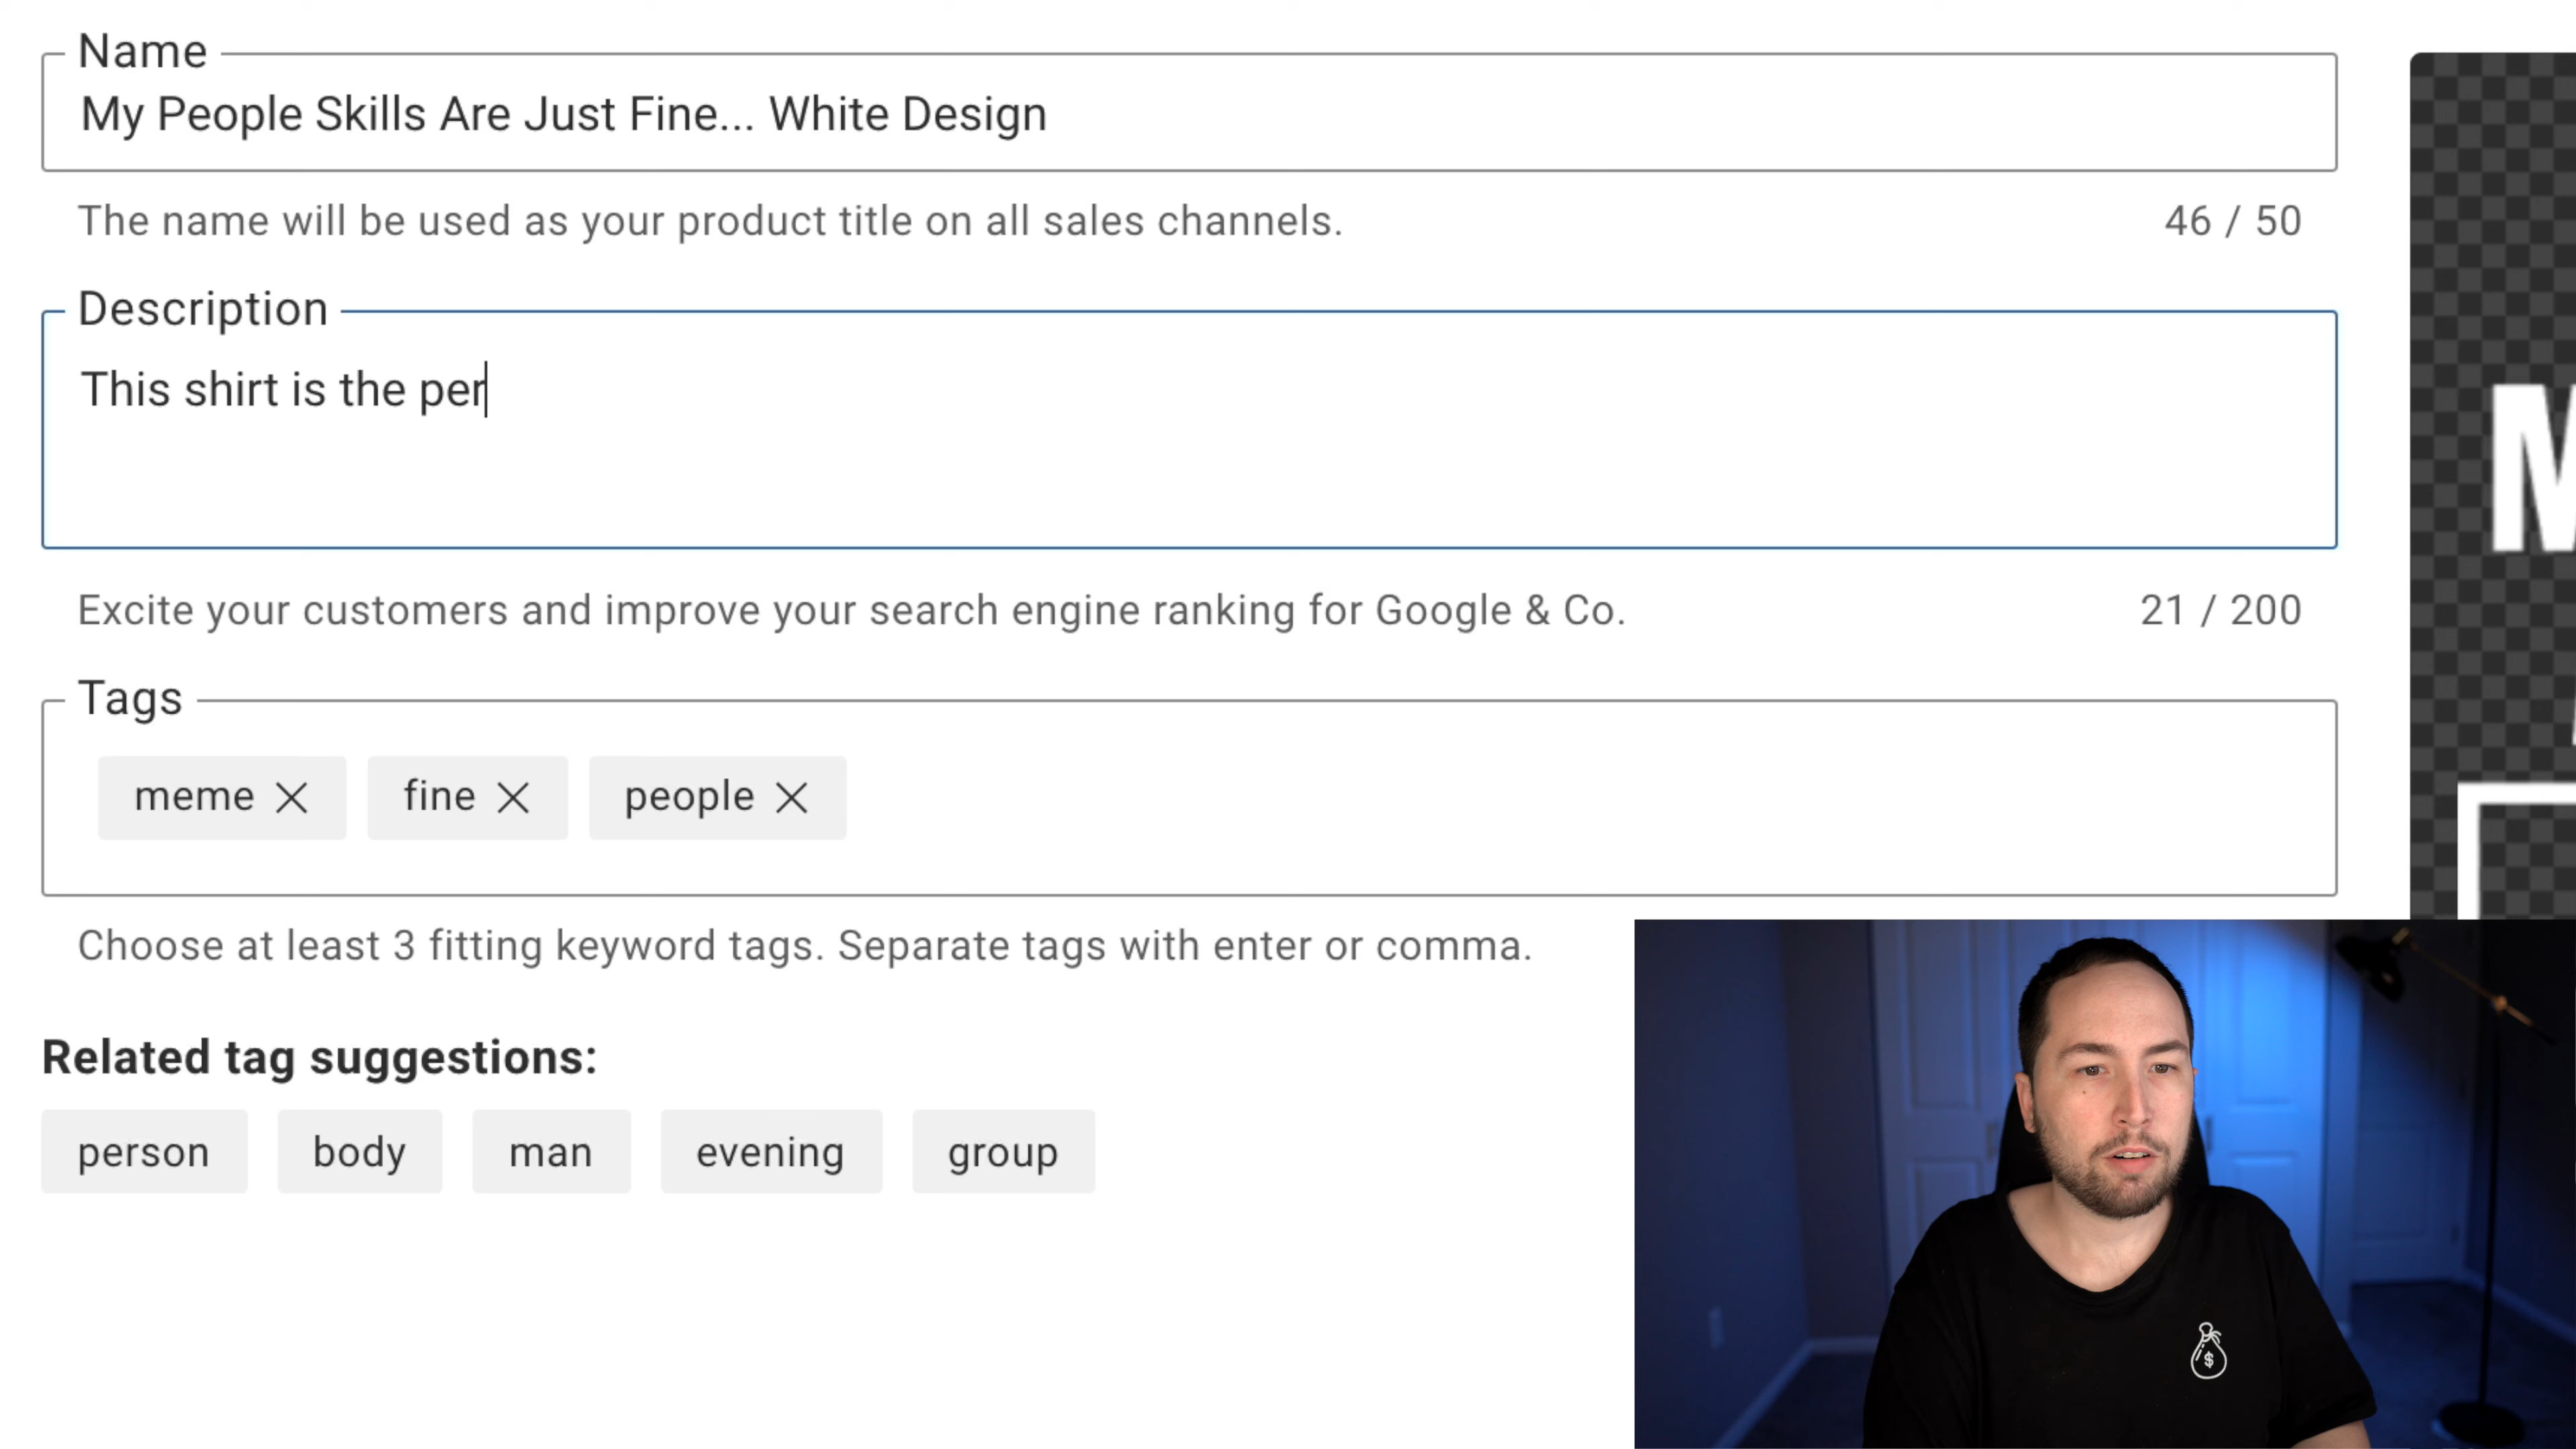 Name
My People Skills Are Just Fine... White Design
The name will be used as your product title on all sales channels.
46 / 50
Description
This shirt is the per
Excite your customers and improve your search engine ranking for Google & Co.
21 / 200
Tags
meme
fine
people
Choose at least 3 fitting keyword tags. Separate tags with enter or comma.
Related tag suggestions:
person
body
man
evening
group
M
$